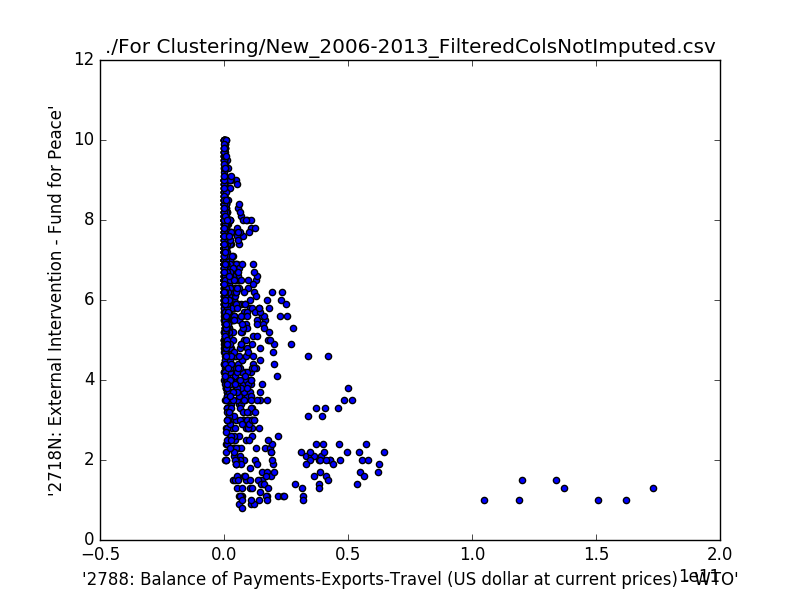 ./For Clustering/New_2006-2013_FilteredColsNotImputed.csv
12
10
8
6
4
2
0
'2718N: External Intervention - Fund for Peace'
−0.5 0.0 0.5 1.0 1.5 2.0
1e11
'2788: Balance of Payments-Exports-Travel (US dollar at current prices) - WTO'